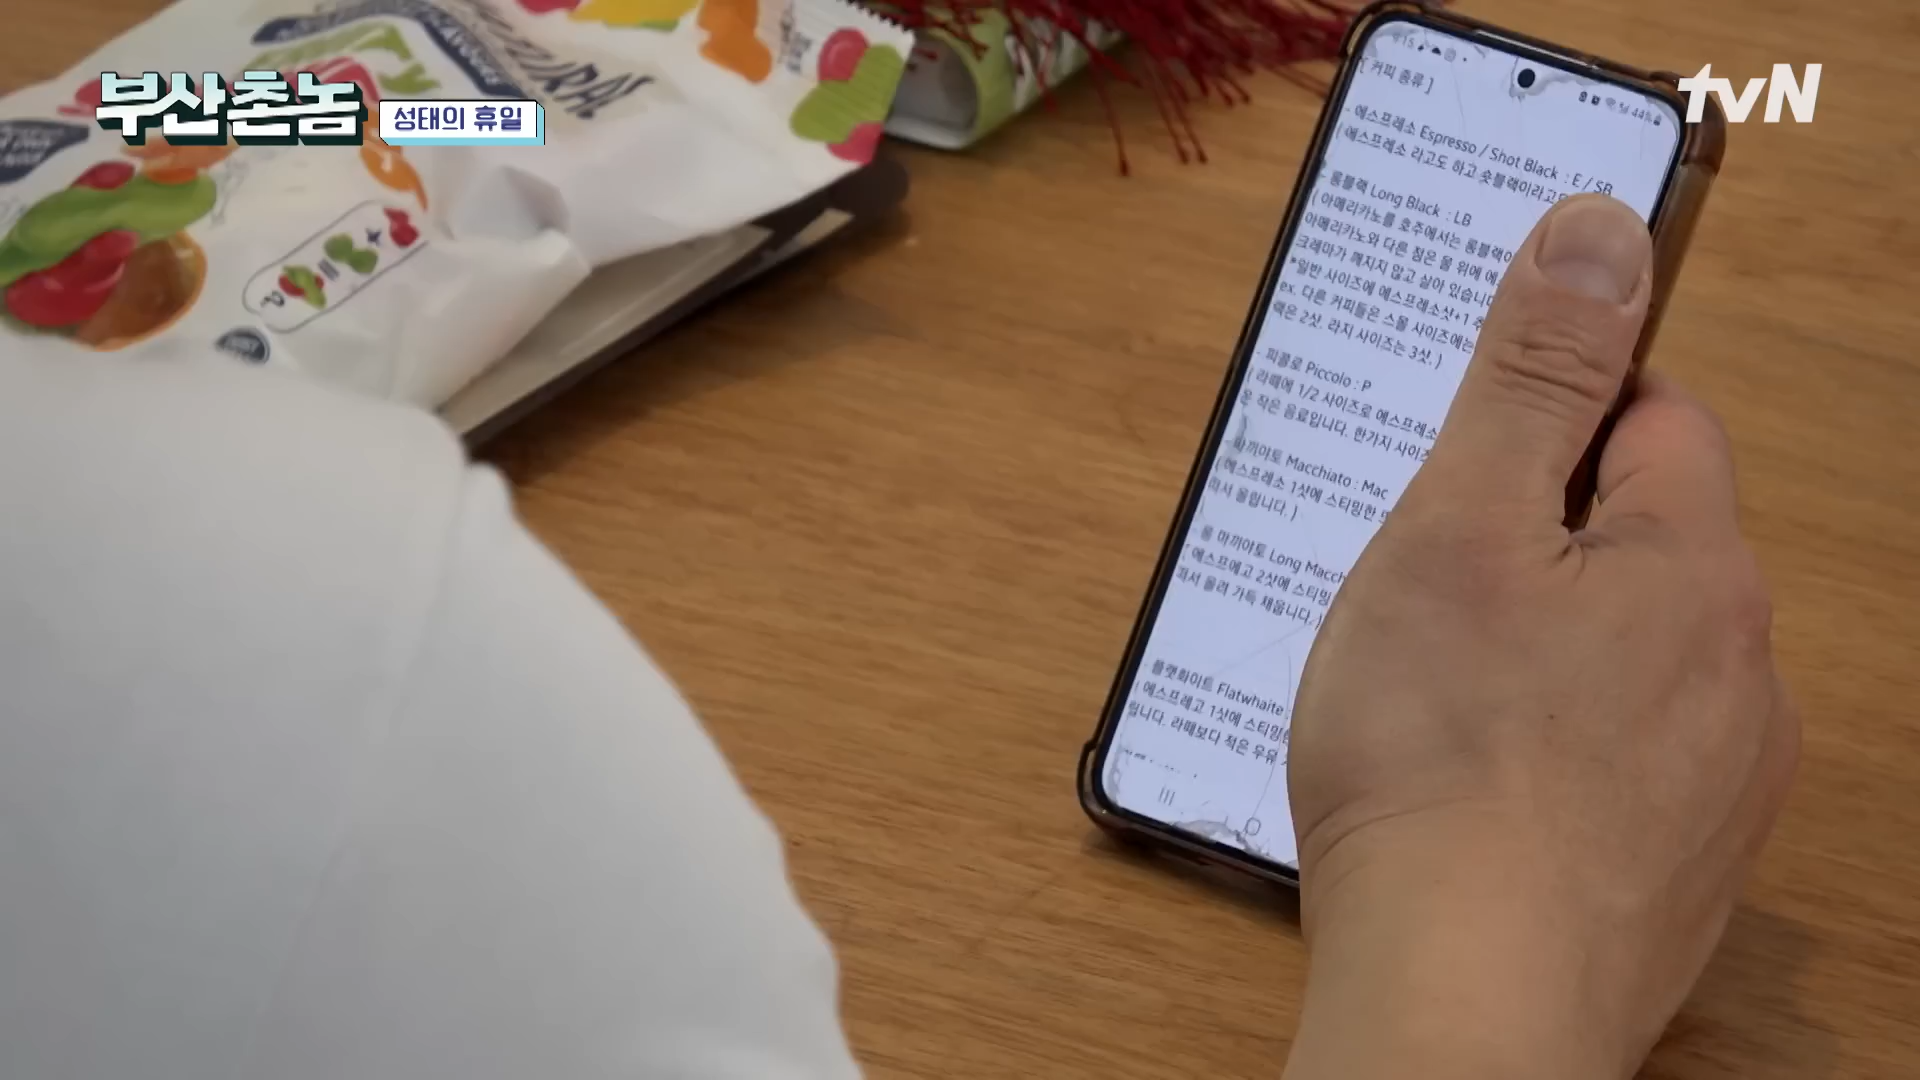 부산촌놈
성태의 휴일
tvN
44%
[ 커피 종류 ]
- 에스프레소 Espresso / Shot Black : E / SB
( 에스프레소 라고도 하고 숏블랙이라고도
- 롱블랙 Long Black : LB
( 아메리카노를 호주에서는 롱블랙이
아메리카노와 다른 점은 물 위에
크레마가 깨지지 않고 살아 있습니다
*일반 사이즈에 에스프레소샷+1
ex. 다른 커피들은 스몰 사이즈에는
랙은 2샷. 라지 사이즈는 3샷. )
- 피콜로 Piccolo : P
( 라떼에 1/2 사이즈로 에스프레소
은 작은 음료입니다. 한가지 사이즈
- 마끼야토 Macchiato : Mac
( 에스프레소 1샷에 스티밍한
퍼서 올립니다. )
- 롱 마끼야토 Long Macch
[ 에스프레고 2샷에 스티밍
퍼서 올려 가득 채웁니다. )
- 플랫화이트 Flatwhaite :
( 에스프레고 1샷에 스티밍한
립니다. 라떼보다 적은 우유